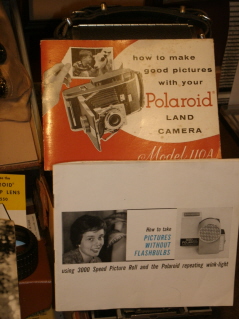 how to make
good pictures
with your
Polaroid®
LAND
CAMERA
Model 110A
How to take
PICTURES
WITHOUT
FLASHBULBS
using 3000 Speed Picture Roll and the Polaroid repeating wink-light
LENS